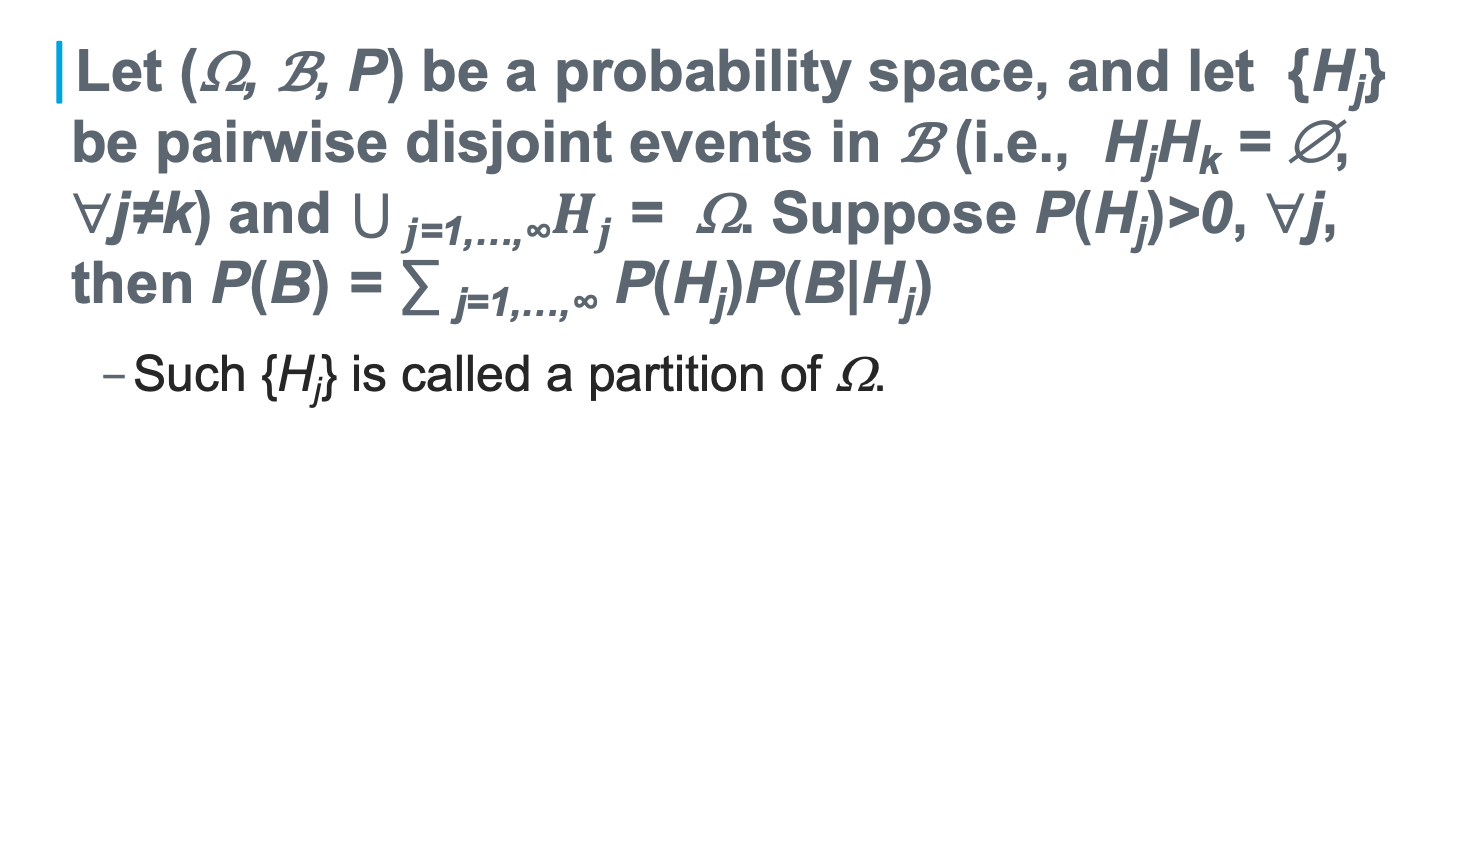 Let (Ω, ℬ, P) be a probability space, and let {Hj}
be pairwise disjoint events in ℬ (i.e., HjHk = ∅,
∀j≠k) and ⋃ j=1,…,∞Hj = Ω. Suppose P(Hj)>0, ∀j,
then P(B) = ∑ j=1,…,∞ P(Hj)P(B|Hj)
–Such {Hj} is called a partition of Ω.